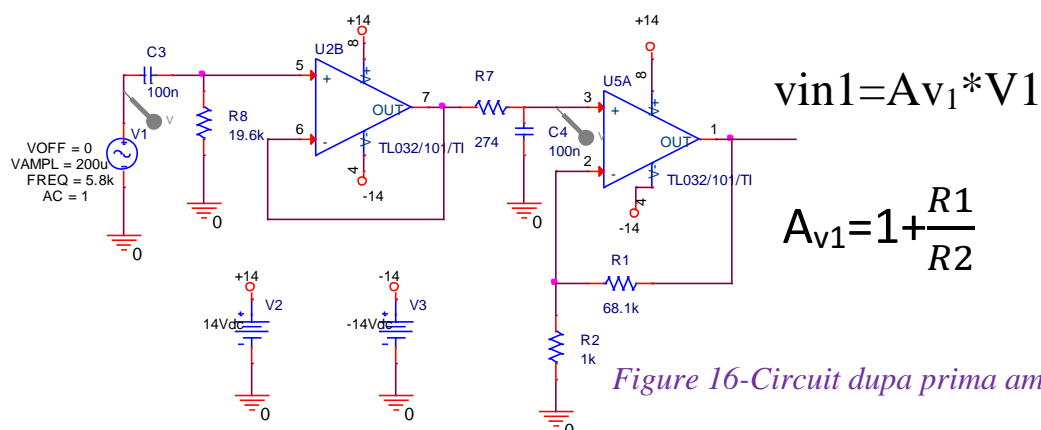 +14
C3
100n
V1
V
VOFF = 0
VAMPL = 200u
FREQ = 5.8k
AC = 1
0
R8
19.6k
0
U2B
8
V+
5
+
6
-
OUT
7
V-
TL032/101/TI
4
-14
0
R7
274
C4
100n
V
0
+14
U5A
8
V+
3
+
2
-
OUT
1
V-
TL032/101/TI
4
-14
R1
68.1k
R2
1k
0
vin1=Av1*V1
Av1=1+R1/R2
+14
V2
14Vdc
+
-
0
-14
V3
-14Vdc
+
-
0
Figure 16-Circuit dupa prima am